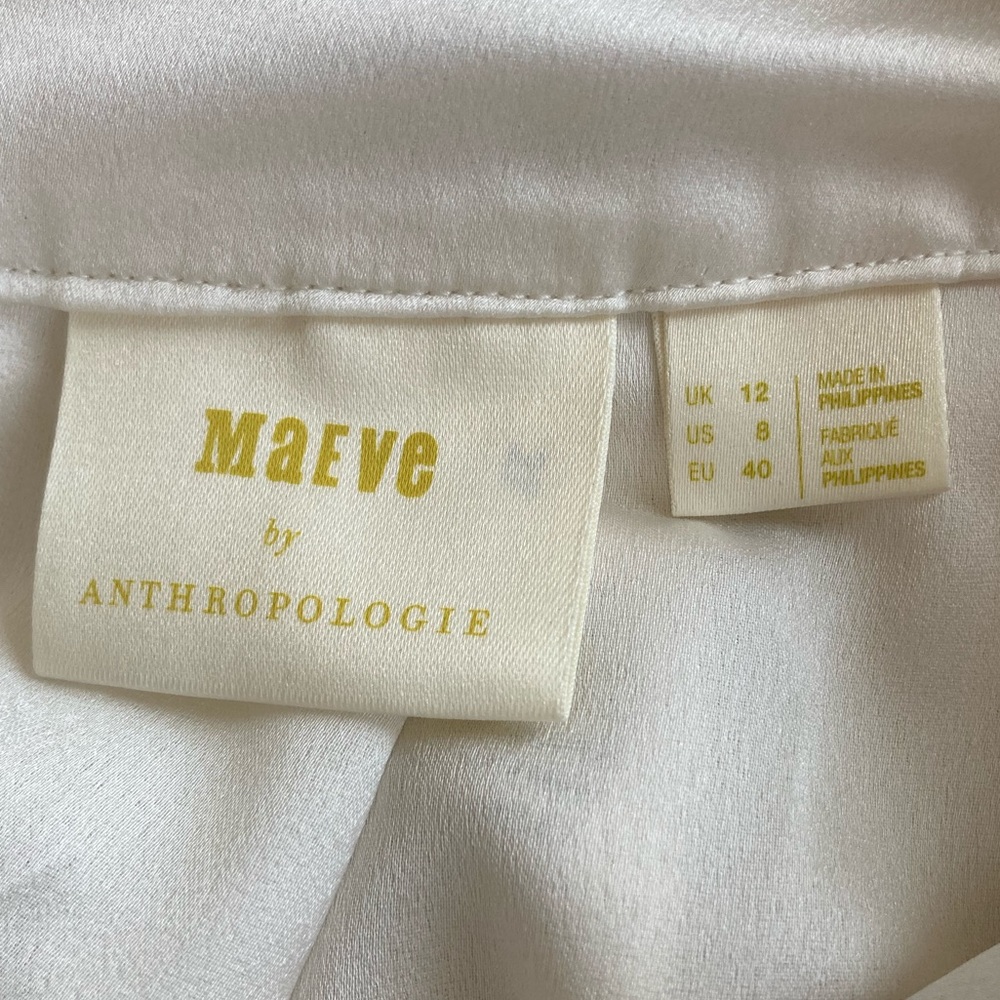 MaEve
by
ANTHROPOLOGIE
UK 12
US 8
EU 40
MADE IN
PHILIPPINES
FABRIQUÉ
AUX
PHILIPPINES